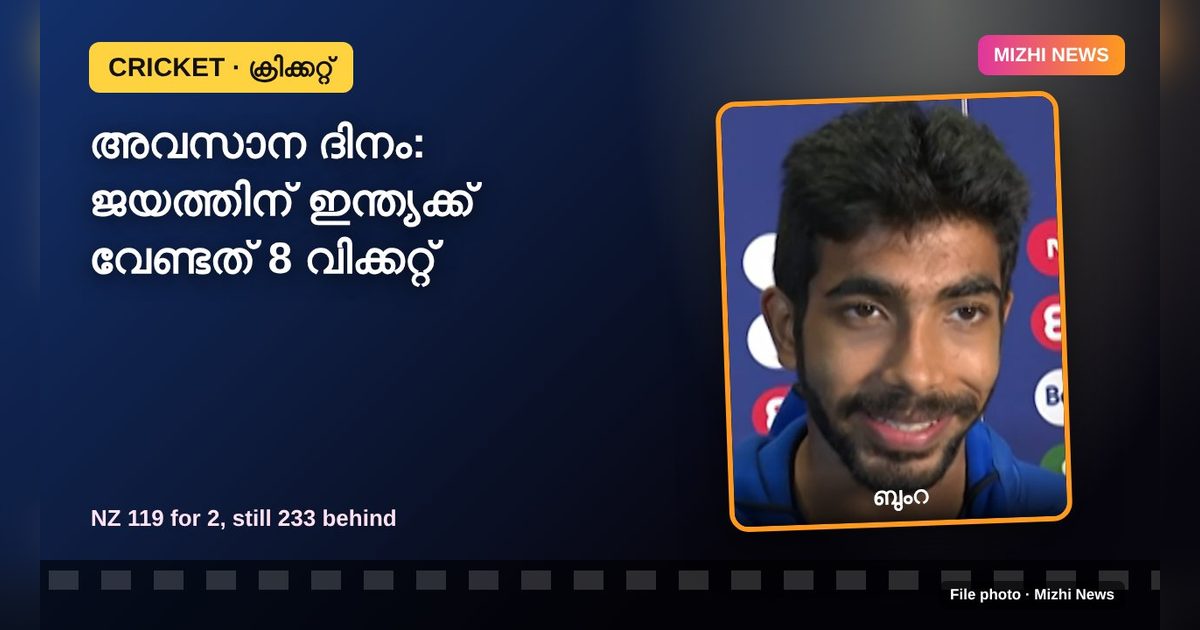 CRICKET · ക്രിക്കറ്റ്
MIZHI NEWS
അവസാന ദിനം:
ജയത്തിന് ഇന്ത്യക്ക്
വേണ്ടത് 8 വിക്കറ്റ്
ബുംറ
NZ 119 for 2, still 233 behind
File photo · Mizhi News